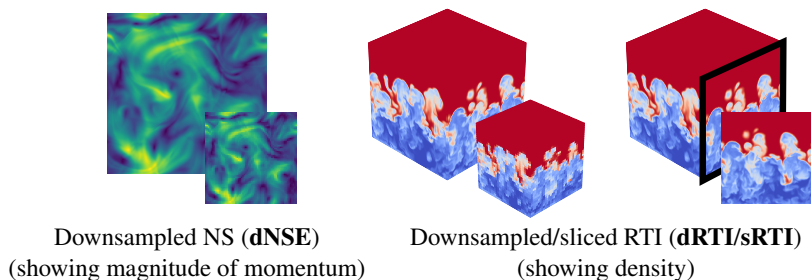 Downsampled NS (dNSE)
(showing magnitude of momentum)
Downsampled/sliced RTI (dRTI/sRTI)
(showing density)